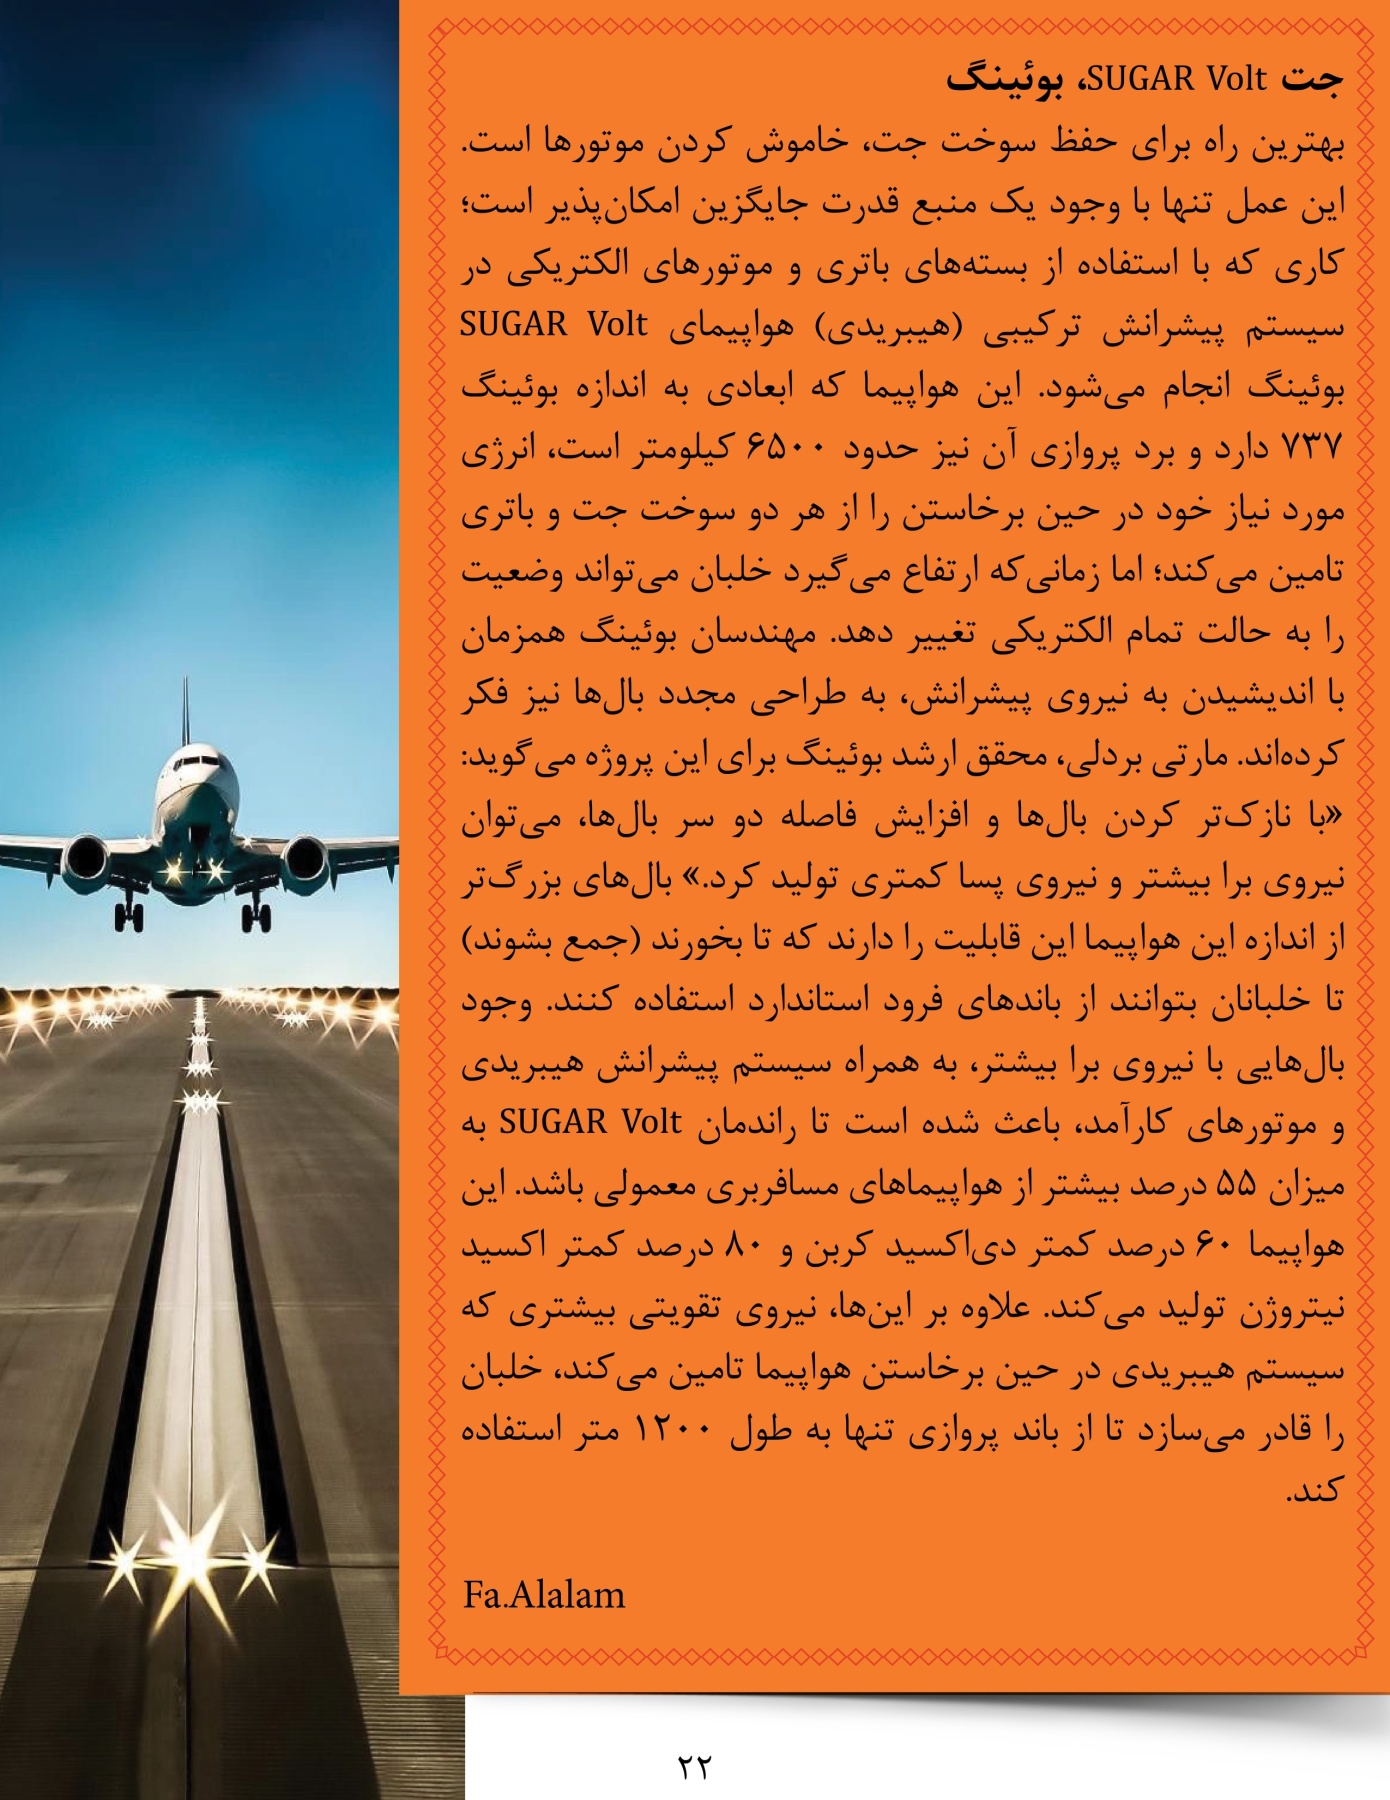 جت SUGAR Volt، بوئینگ
بهترین راه برای حفظ سوخت جت، خاموش کردن موتورها است.
این عمل تنها با وجود یک منبع قدرت جایگزین امکان‌پذیر است؛
کاری که با استفاده از بسته‌های باتری و موتورهای الکتریکی در
سیستم پیشرانش ترکیبی (هیبریدی) هواپیمای SUGAR Volt
بوئینگ انجام می‌شود. این هواپیما که ابعادی به اندازه بوئینگ
۷۳۷ دارد و برد پروازی آن نیز حدود ۶۵۰۰ کیلومتر است، انرژی
مورد نیاز خود در حین برخاستن را از هر دو سوخت جت و باتری
تامین می‌کند؛ اما زمانی‌که ارتفاع می‌گیرد خلبان می‌تواند وضعیت
را به حالت تمام الکتریکی تغییر دهد. مهندسان بوئینگ همزمان
با اندیشیدن به نیروی پیشرانش، به طراحی مجدد بال‌ها نیز فکر
کرده‌اند. مارتی بردلی، محقق ارشد بوئینگ برای این پروژه می‌گوید:
«با نازک‌تر کردن بال‌ها و افزایش فاصله دو سر بال‌ها، می‌توان
نیروی برا بیشتر و نیروی پسا کمتری تولید کرد.» بال‌های بزرگ‌تر
از اندازه این هواپیما این قابلیت را دارند که تا بخورند (جمع بشوند)
تا خلبانان بتوانند از باندهای فرود استاندارد استفاده کنند. وجود
بال‌هایی با نیروی برا بیشتر، به همراه سیستم پیشرانش هیبریدی
و موتورهای کارآمد، باعث شده است تا راندمان SUGAR Volt به
میزان ۵۵ درصد بیشتر از هواپیماهای مسافربری معمولی باشد. این
هواپیما ۶۰ درصد کمتر دی‌اکسید کربن و ۸۰ درصد کمتر اکسید
نیتروژن تولید می‌کند. علاوه بر این‌ها، نیروی تقویتی بیشتری که
سیستم هیبریدی در حین برخاستن هواپیما تامین می‌کند، خلبان
را قادر می‌سازد تا از باند پروازی تنها به طول ۱۲۰۰ متر استفاده
کند.
Fa.Alalam
۲۲